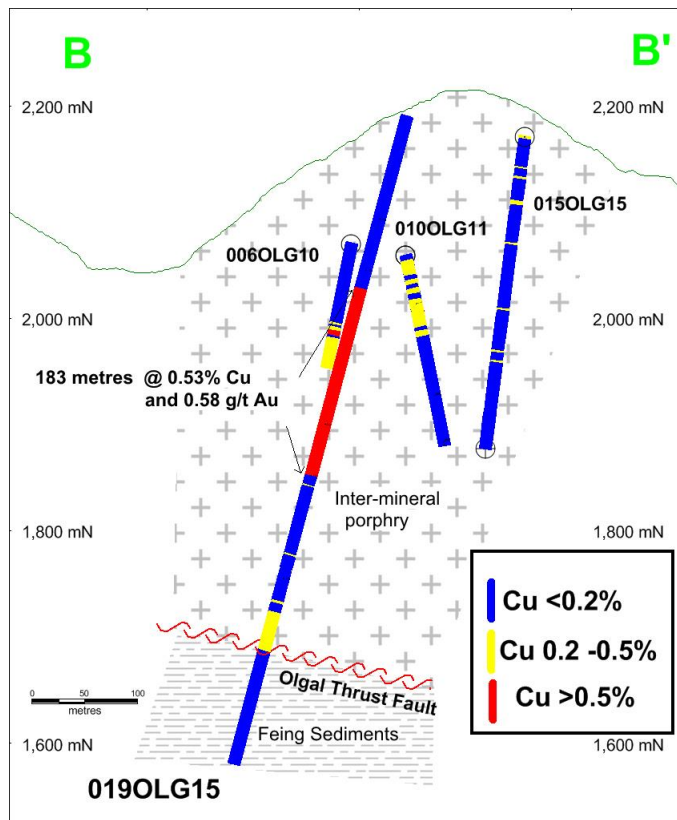 B
B'
2,200 mN
2,200 mN
015OLG15
010OLG11
006OLG10
2,000 mN
2,000 mN
183 metres @ 0.53% Cu
and 0.58 g/t Au
Inter-mineral
porphry
1,800 mN
1,800 mN
Cu <0.2%
Cu 0.2 -0.5%
Cu >0.5%
Olgal Thrust Fault
0 50 100
metres
Feing Sediments
1,600 mN
1,600 mN
019OLG15